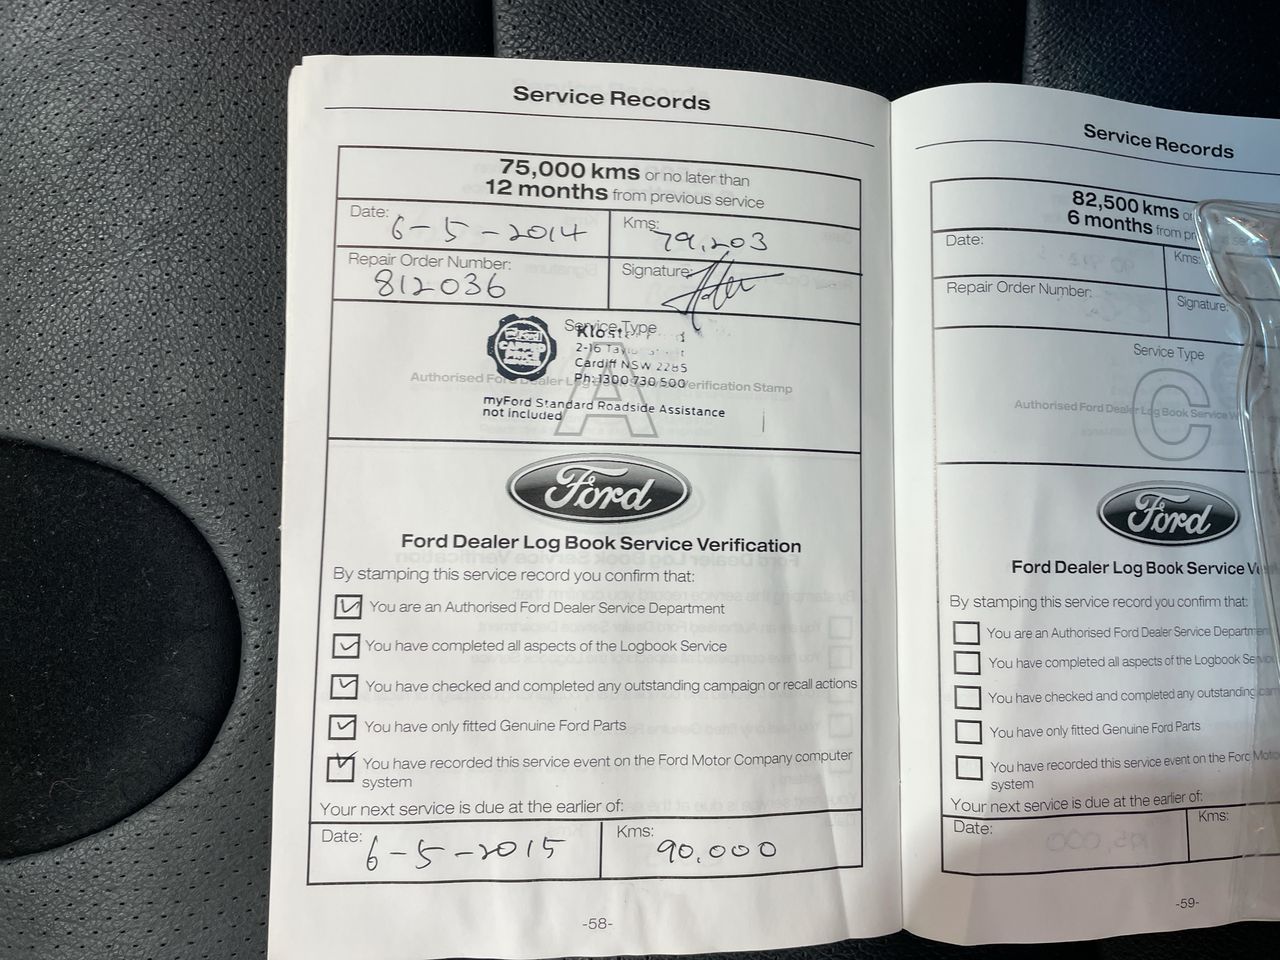 Service Records
75,000 kms or no later than
12 months from previous service
Date: 6-5-2014
Kms: 79,203
Repair Order Number: 812036
Signature:
Service Type
A
CAPPED
PRICE
2-16
Cardiff NSW 2285
Ph: 1300 730 500
Authorised Ford Dealer Log Book Service Verification Stamp
myFord Standard Roadside Assistance
not included
Ford
Ford Dealer Log Book Service Verification
By stamping this service record you confirm that:
You are an Authorised Ford Dealer Service Department
You have completed all aspects of the Logbook Service
You have checked and completed any outstanding campaign or recall actions
You have only fitted Genuine Ford Parts
You have recorded this service event on the Ford Motor Company computer
system
Your next service is due at the earlier of:
Date: 6-5-2015
Kms: 90,000
-58-
Service Records
82,500 kms
6 months from
Date:
Kms:
Repair Order Number:
Signature:
Service Type
C
Authorised Ford Dealer Log Book Service
Ford
Ford Dealer Log Book Service
By stamping this service record you confirm that:
You are an Authorised Ford Dealer Service
You have completed all aspects of the Logbook
You have checked and completed any outstanding
You have only fitted Genuine Ford Parts
You have recorded this service event on the Ford
system
Your next service is due at the earlier of:
Date:
Kms:
-59-